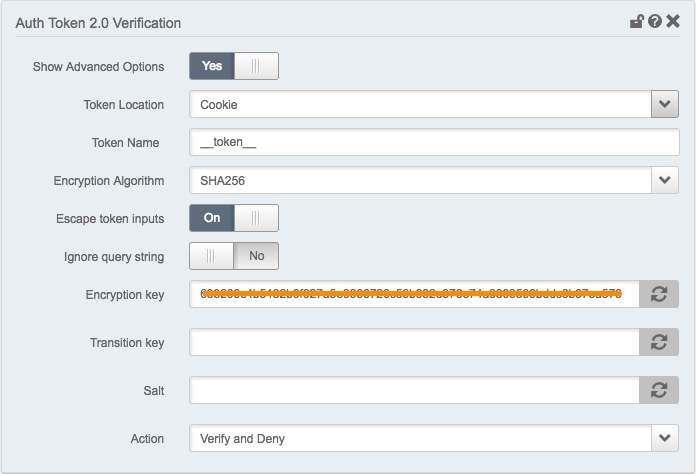 Auth Token 2.0 Verification
Show Advanced Options Yes
Token Location Cookie
Token Name __token__
Encryption Algorithm SHA256
Escape token inputs On
Ignore query string No
Encryption key
Transition key
Salt
Action Verify and Deny